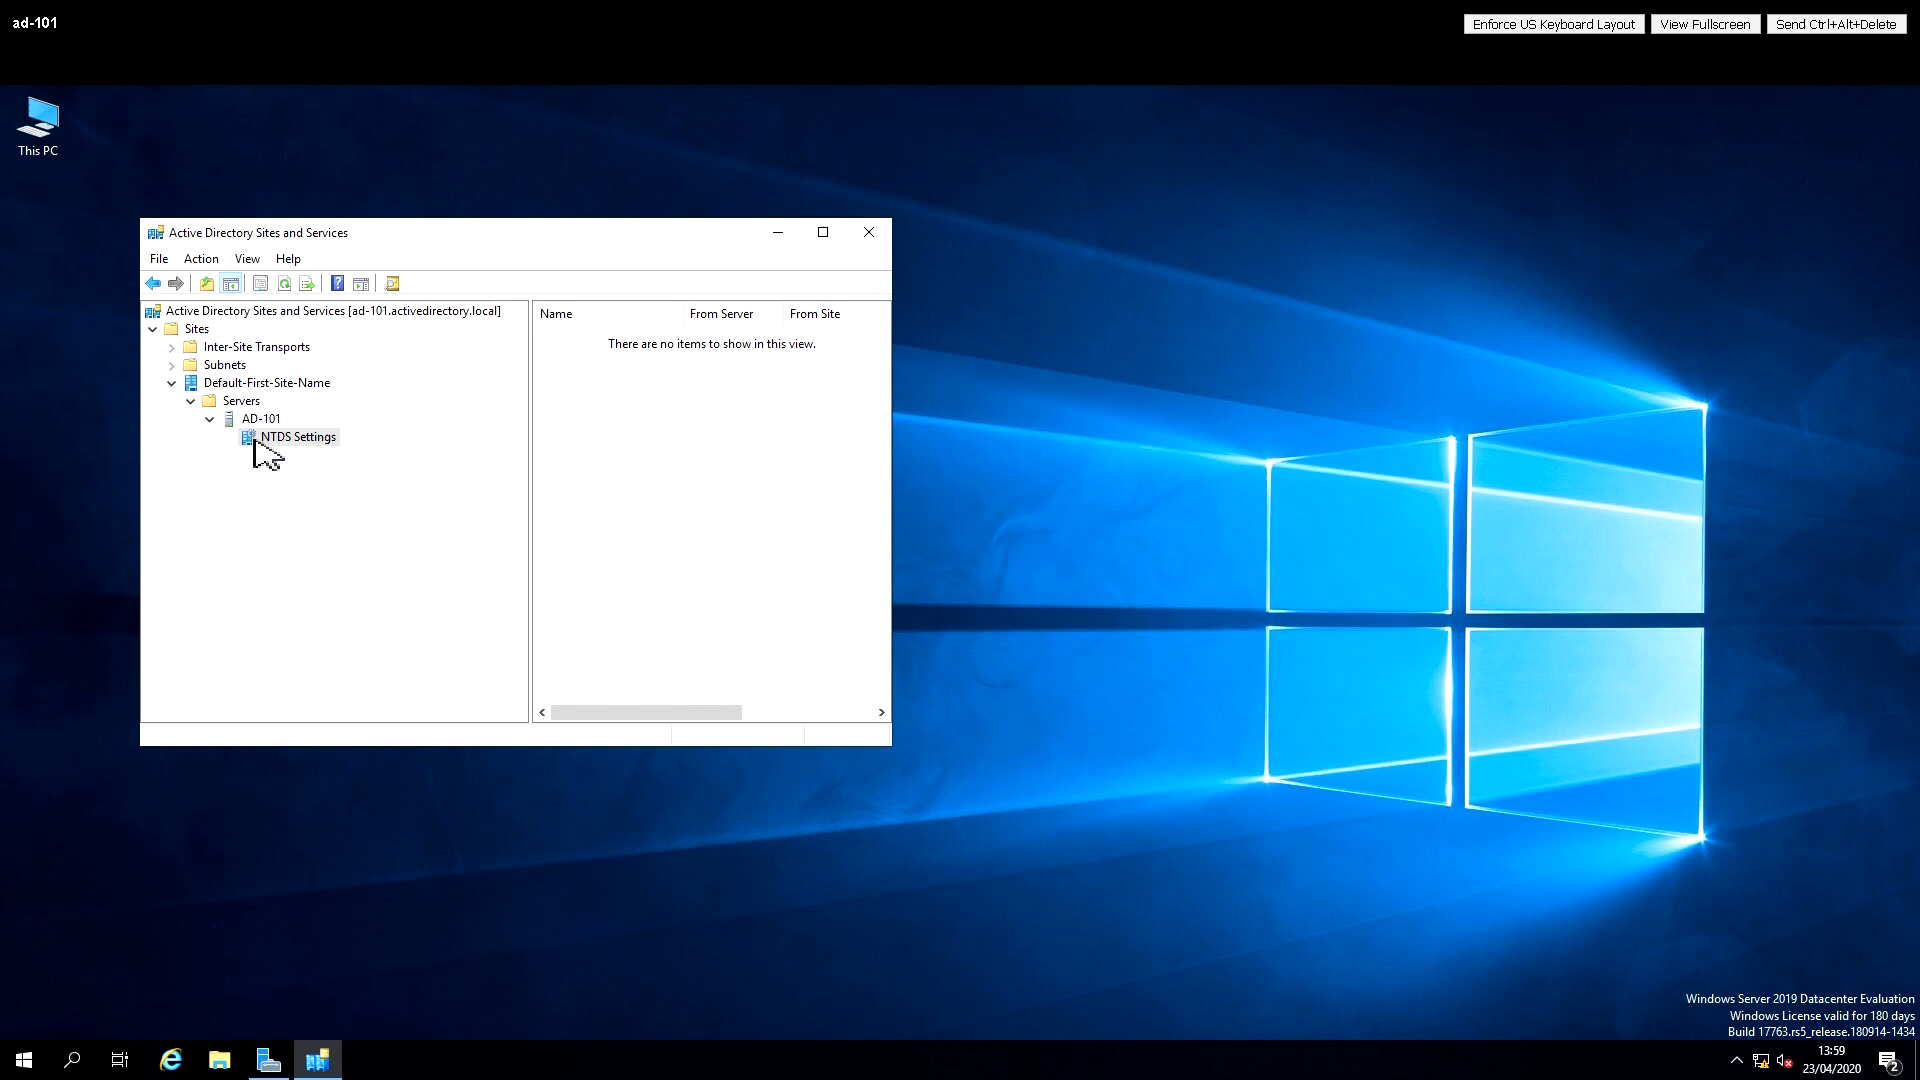 ad-101
Enforce US Keyboard Layout
View Fullscreen
Send Ctrl+Alt+Delete
This PC
Active Directory Sites and Services
File Action View Help
Active Directory Sites and Services [ad-101.activedirectory.local]
Sites
Inter-Site Transports
Subnets
Default-First-Site-Name
Servers
AD-101
NTDS Settings
Name From Server From Site
There are no items to show in this view.
Windows Server 2019 Datacenter Evaluation
Windows License valid for 180 days
Build 17763.rs5_release.180914-1434
13:59
23/04/2020
2